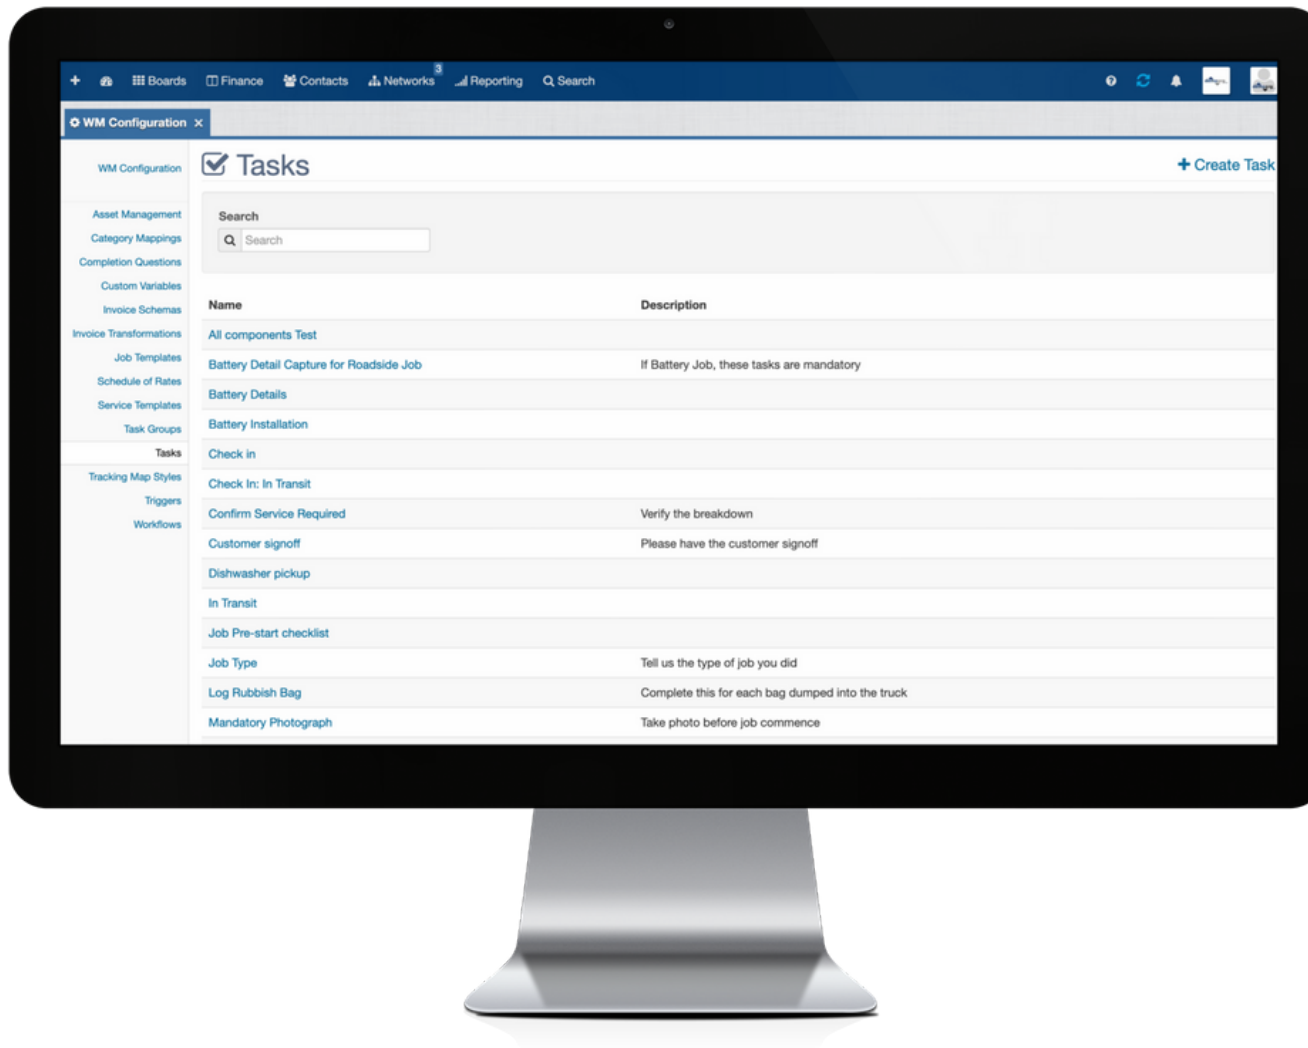 Boards Finance Contacts Networks 3 Reporting Search
WM Configuration ×
WM Configuration
Asset Management
Category Mappings
Completion Questions
Custom Variables
Invoice Schemas
Invoice Transformations
Job Templates
Schedule of Rates
Service Templates
Task Groups
Tasks
Tracking Map Styles
Triggers
Workflows
Tasks
+ Create Task
Search
Search
Name Description
All components Test
Battery Detail Capture for Roadside Job If Battery Job, these tasks are mandatory
Battery Details
Battery Installation
Check in
Check In: In Transit
Confirm Service Required Verify the breakdown
Customer signoff Please have the customer signoff
Dishwasher pickup
In Transit
Job Pre-start checklist
Job Type Tell us the type of job you did
Log Rubbish Bag Complete this for each bag dumped into the truck
Mandatory Photograph Take photo before job commence